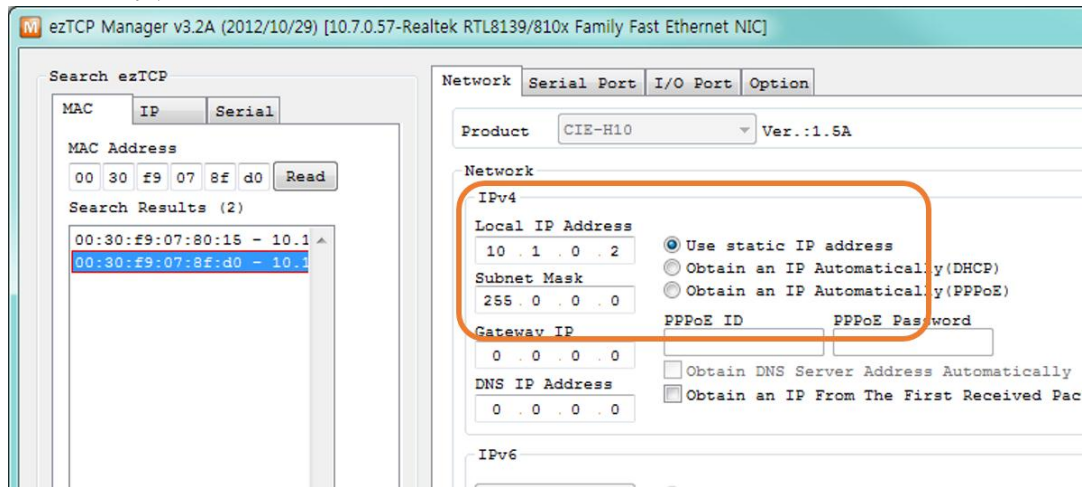 ezTCP Manager v3.2A (2012/10/29) [10.7.0.57-Realtek RTL8139/810x Family Fast Ethernet NIC]
Search ezTCP
MAC IP Serial
MAC Address
00 30 f9 07 8f d0 Read
Search Results (2)
00:30:f9:07:80:15 - 10.1
00:30:f9:07:8f:d0 - 10.1
Network Serial Port I/O Port Option
Product CIE-H10 Ver.:1.5A
Network
IPv4
Local IP Address
10 . 1 . 0 . 2
Subnet Mask
255 . 0 . 0 . 0
Gateway IP
0 . 0 . 0 . 0
DNS IP Address
0 . 0 . 0 . 0
Use static IP address
Obtain an IP Automatically(DHCP)
Obtain an IP Automatically(PPPoE)
PPPoE ID PPPoE Password
Obtain DNS Server Address Automatically
Obtain an IP From The First Received Pac
IPv6